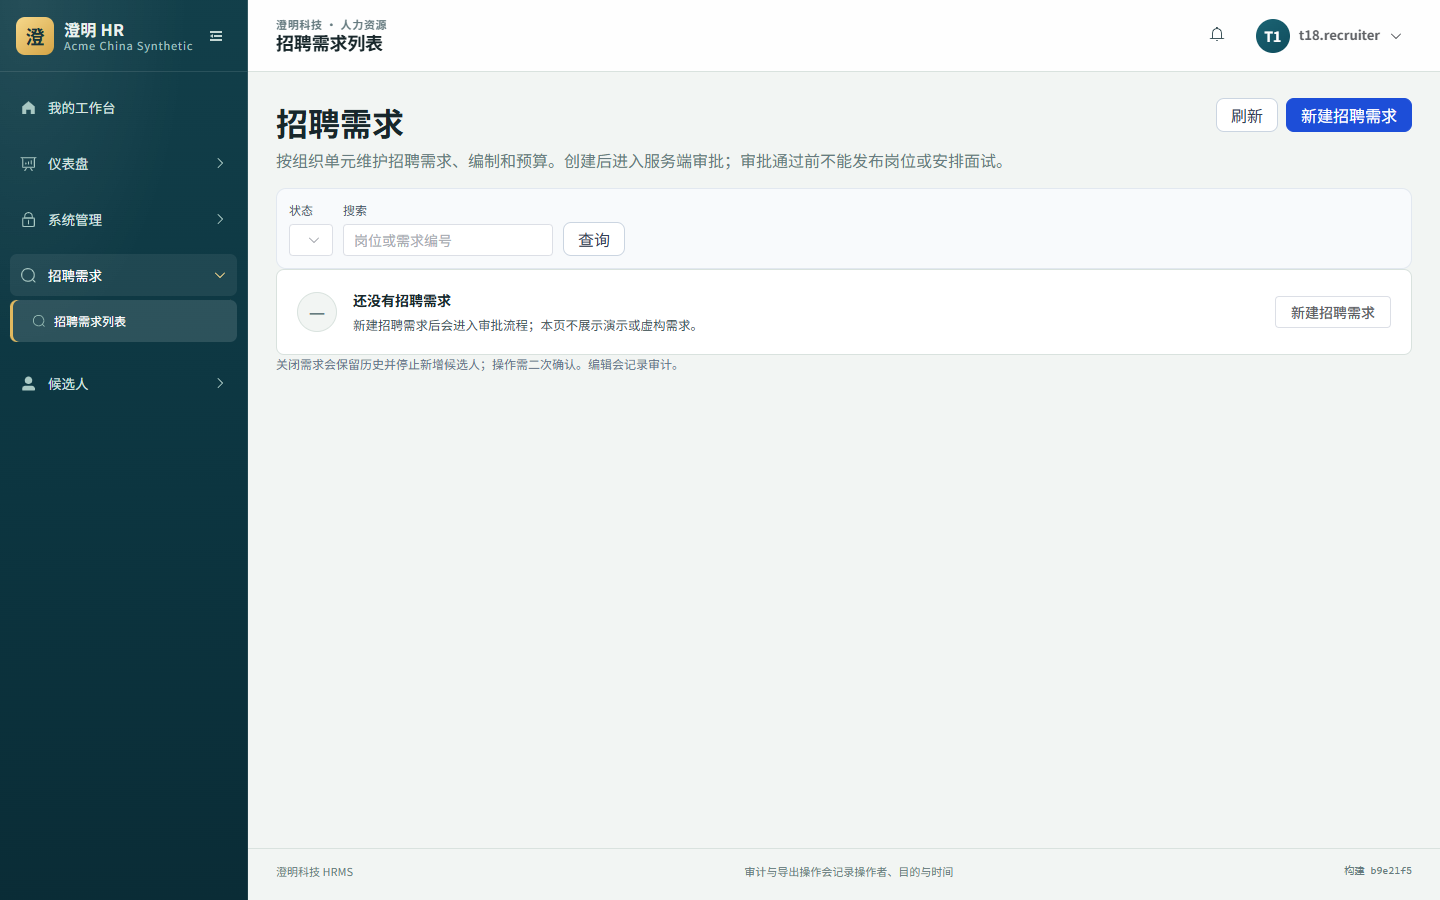 澄
澄明 HR
Acme China Synthetic
我的工作台
仪表盘
系统管理
招聘需求
招聘需求列表
候选人
澄明科技 · 人力资源
招聘需求列表
T1
t18.recruiter
招聘需求
刷新
新建招聘需求
按组织单元维护招聘需求、编制和预算。创建后进入服务端审批；审批通过前不能发布岗位或安排面试。
状态
搜索
岗位或需求编号
查询
还没有招聘需求
新建招聘需求后会进入审批流程；本页不展示演示或虚构需求。
新建招聘需求
关闭需求会保留历史并停止新增候选人；操作需二次确认。编辑会记录审计。
澄明科技 HRMS
审计与导出操作会记录操作者、目的与时间
构建 b9e21f5